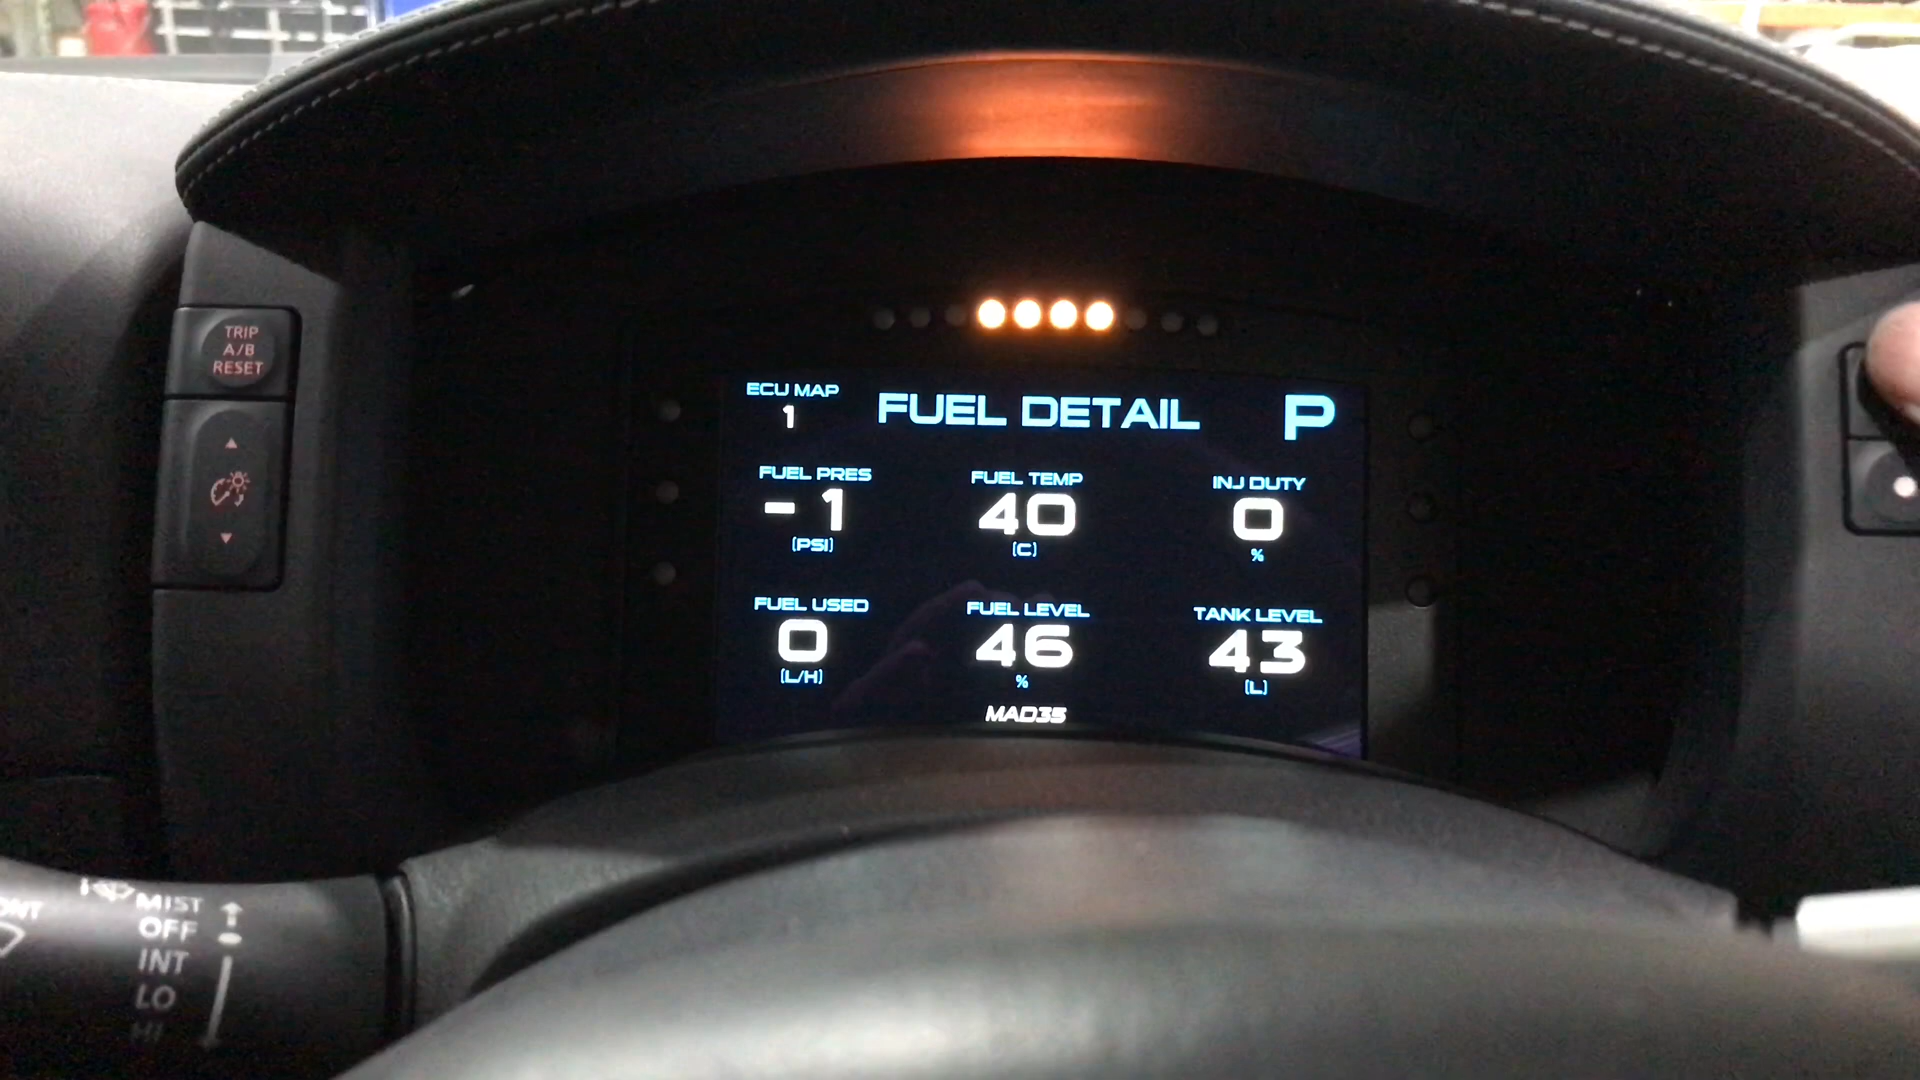 TRIP
A/B
RESET
ECU MAP
1
FUEL DETAIL
P
FUEL PRES
-1
(PSI)
FUEL TEMP
40
(C)
INJ DUTY
0
%
FUEL USED
0
(L/H)
FUEL LEVEL
46
%
TANK LEVEL
43
(L)
MAD35
MIST
OFF
INT
LO
HI